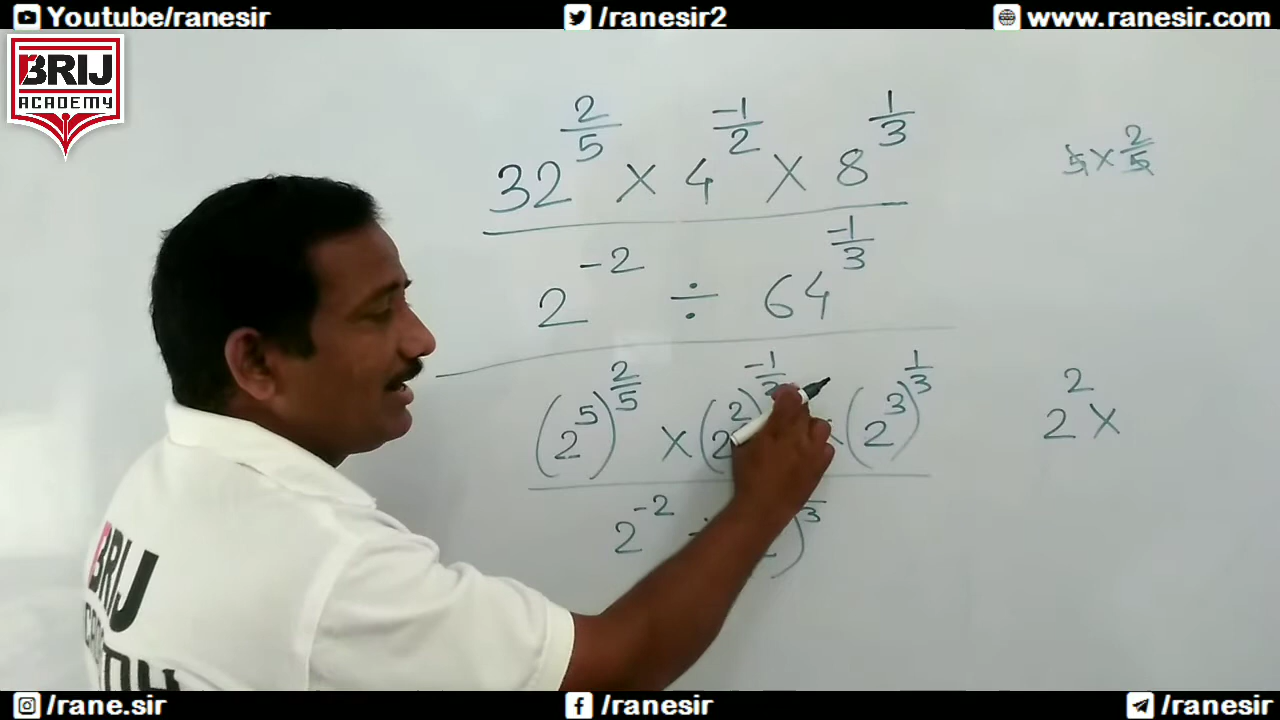 Youtube/ranesir /ranesir2 www.ranesir.com
BRIJ
ACADEMY
32^(2/5) × 4^(-1/2) × 8^(1/3)
5 × 2/5
2^(-2) ÷ 64^(-1/3)
(2^5)^(2/5) × (2^2)^(-1/2) × (2^3)^(1/3)
2^2 ×
2^(-2) ÷
BRIJ
/rane.sir /ranesir /ranesir